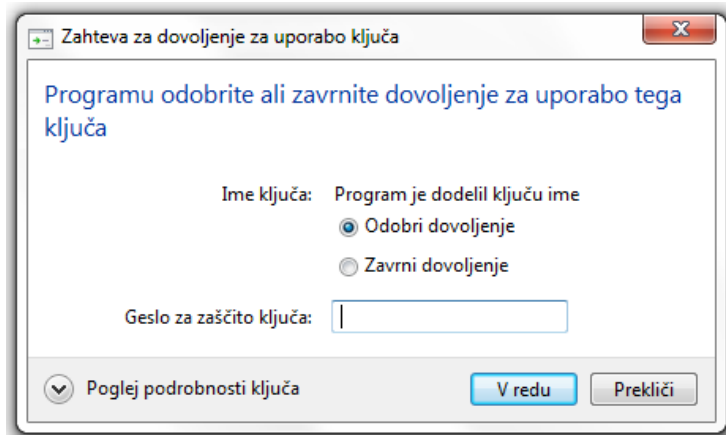 Zahteva za dovoljenje za uporabo ključa
Programu odobrite ali zavrnite dovoljenje za uporabo tega
ključa
Ime ključa: Program je dodelil ključu ime
Odobri dovoljenje
Zavrni dovoljenje
Geslo za zaščito ključa:
Poglej podrobnosti ključa V redu Prekliči